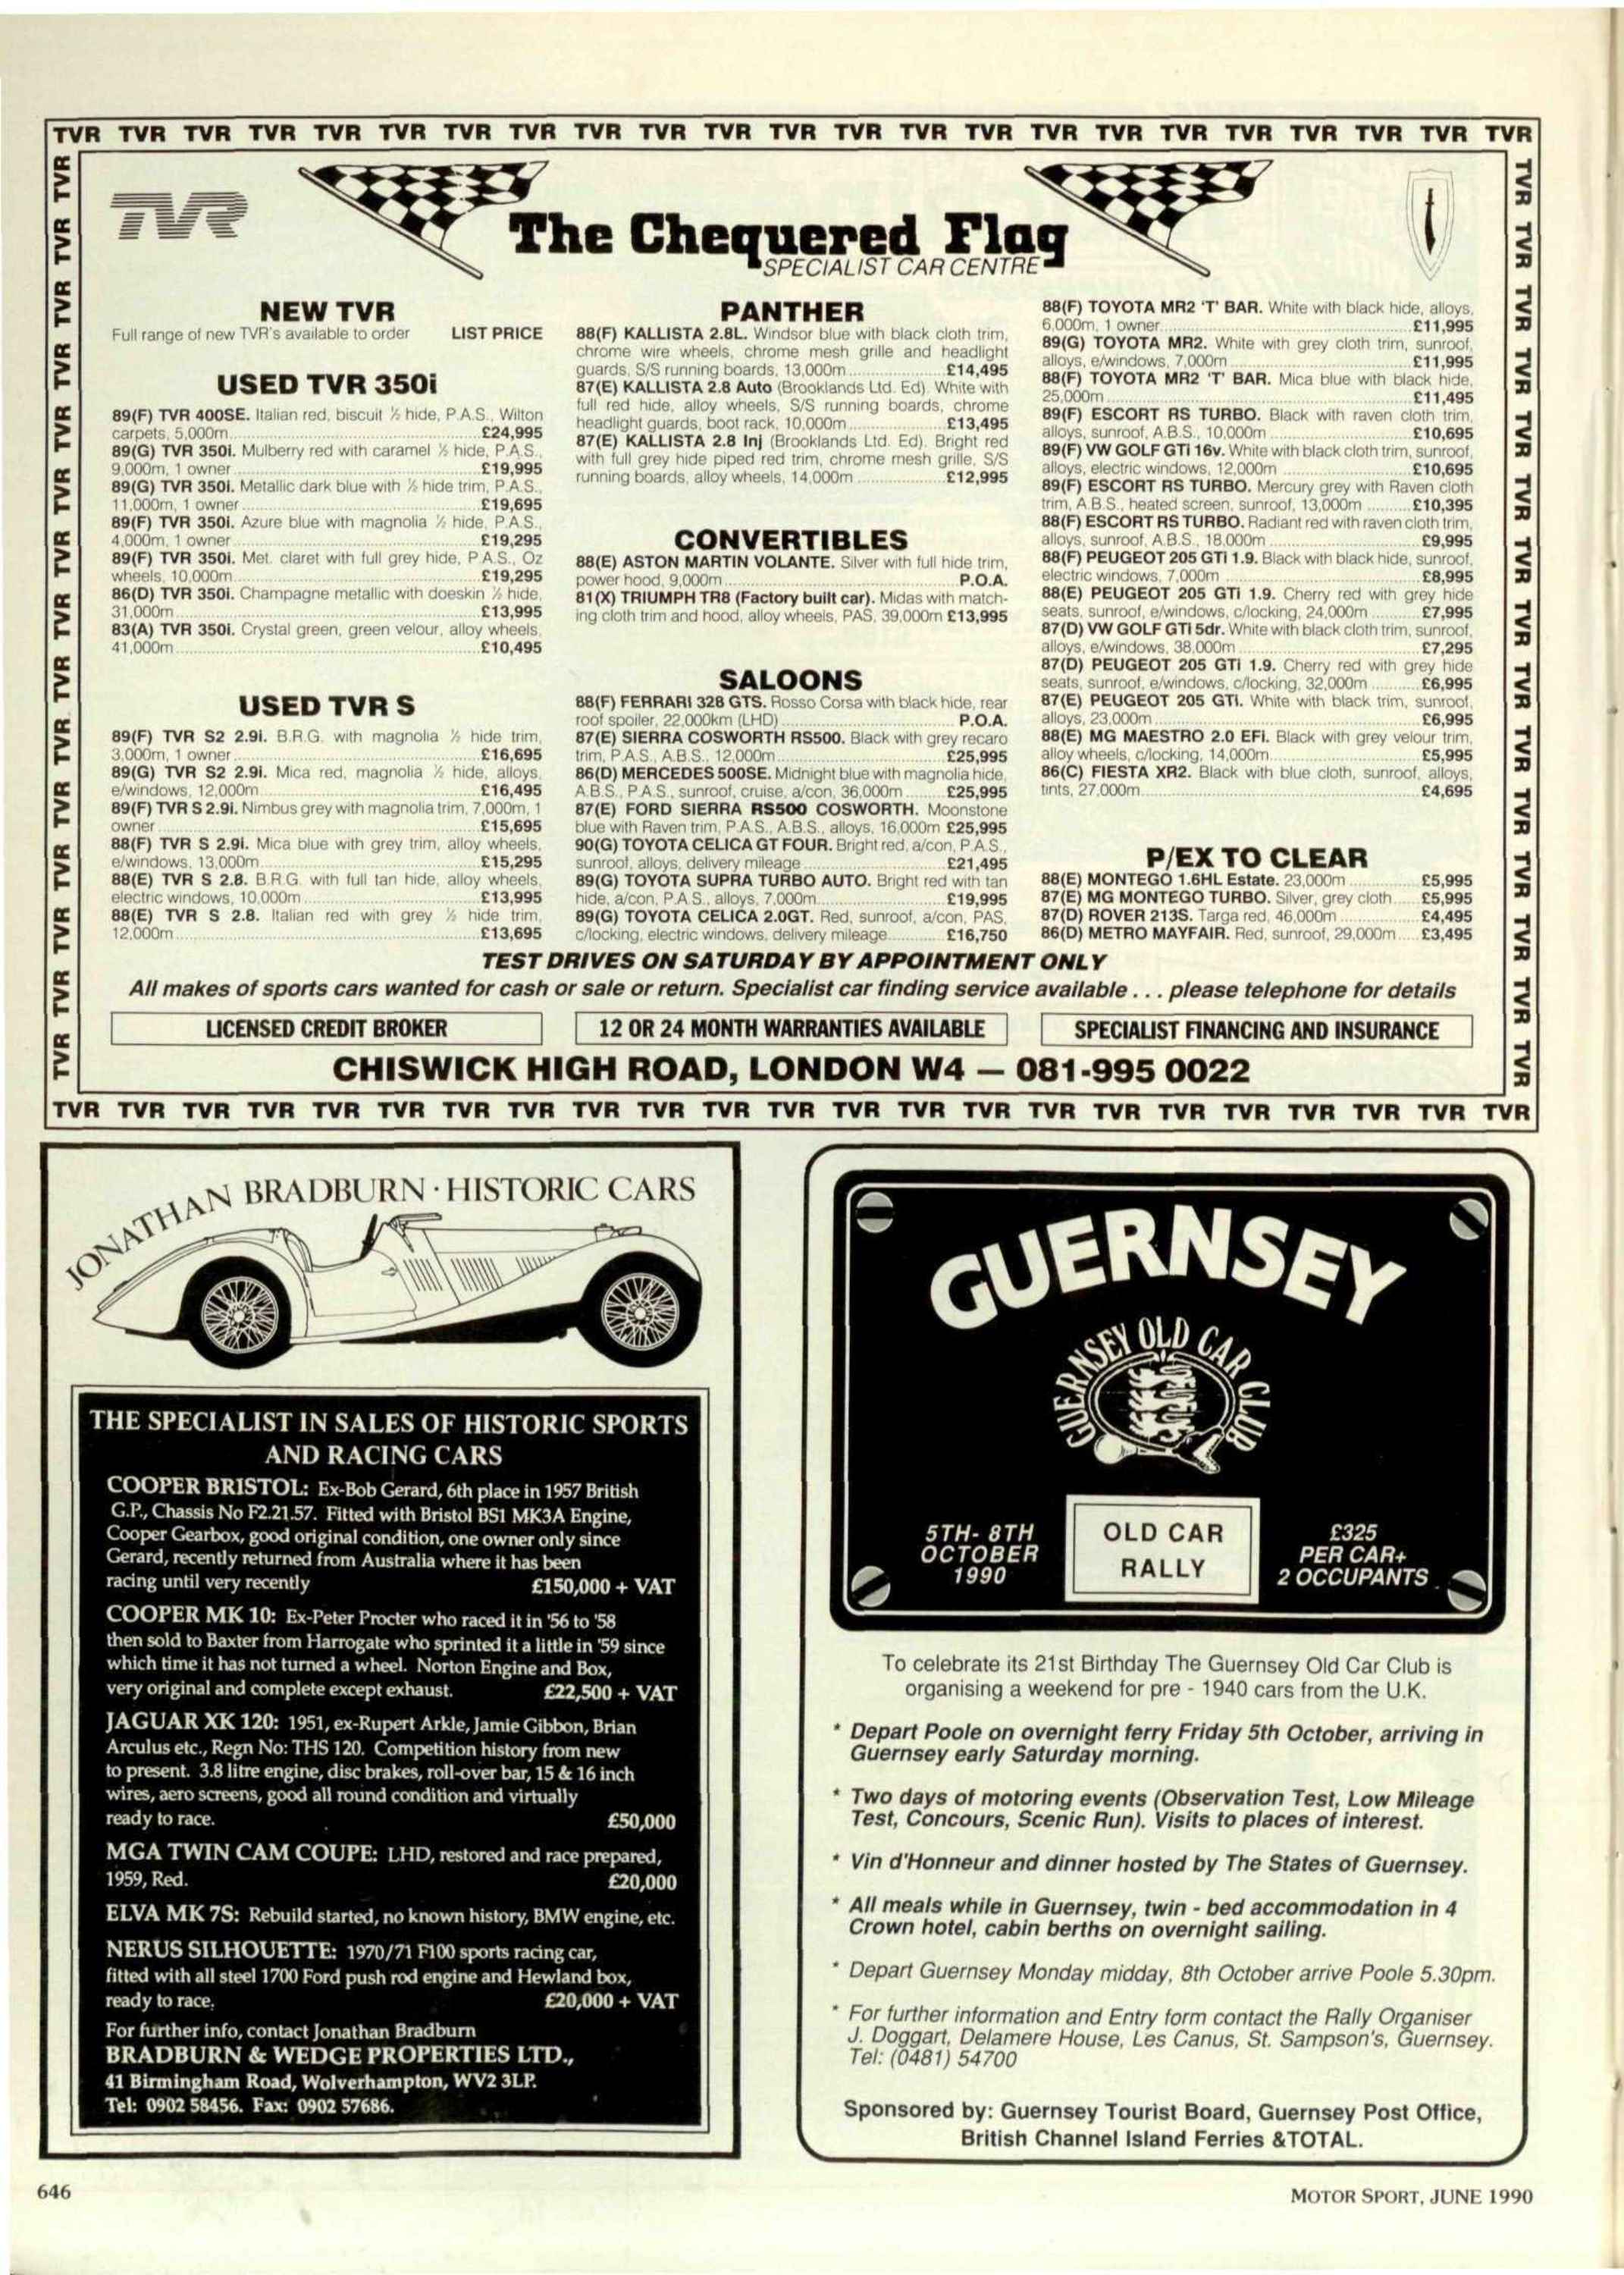 TVR TVR TVR TVR TVR TVR TVR TVR TVR TVR TVR TVR TVR TVR TVR TVR TVR TVR TVR TVR TVR TVR TVR
TVR TVR TVR TVR TVR TVR TVR TVR TVR TVR TVR TVR TVR TVR TVR
TVR
The Chequered Flag
SPECIALIST CAR CENTRE
NEW TVR
Full range of new TVR's available to order LIST PRICE
USED TVR 350i
89(F) TVR 400SE. Italian red, biscuit ½ hide, P.A.S., Wilton
carpets, 5,000m £24,995
89(G) TVR 350i. Mulberry red with caramel ½ hide, P.A.S.,
9,000m, 1 owner £19,995
89(G) TVR 350i. Metallic dark blue with ½ hide trim, P.A.S.,
11,000m, 1 owner £19,695
89(F) TVR 350i. Azure blue with magnolia ½ hide, P.A.S.,
4,000m, 1 owner £19,295
89(F) TVR 350i. Met. claret with full grey hide, P.A.S., Oz
wheels, 10,000m £19,295
86(D) TVR 350i. Champagne metallic with doeskin ½ hide,
31,000m £13,995
83(A) TVR 350i. Crystal green, green velour, alloy wheels,
41,000m £10,495
USED TVR S
89(F) TVR S2 2.9i. B.R.G. with magnolia ½ hide trim,
3,000m, 1 owner £16,695
89(G) TVR S2 2.9i. Mica red, magnolia ½ hide, alloys,
e/windows, 12,000m £16,495
89(F) TVR S 2.9i. Nimbus grey with magnolia trim, 7,000m, 1
owner £15,695
88(F) TVR S 2.9i. Mica blue with grey trim, alloy wheels,
e/windows, 13,000m £15,295
88(E) TVR S 2.8. B.R.G. with full tan hide, alloy wheels,
electric windows, 10,000m £13,995
88(E) TVR S 2.8. Italian red with grey ½ hide trim,
12,000m £13,695
PANTHER
88(F) KALLISTA 2.8L. Windsor blue with black cloth trim,
chrome wire wheels, chrome mesh grille and headlight
guards, S/S running boards, 13,000m £14,495
87(E) KALLISTA 2.8 Auto (Brooklands Ltd. Ed). White with
full red hide, alloy wheels, S/S running boards, chrome
headlight guards, boot rack, 10,000m £13,495
87(E) KALLISTA 2.8 Inj (Brooklands Ltd. Ed). Bright red
with full grey hide piped red trim, chrome mesh grille, S/S
running boards, alloy wheels, 14,000m £12,995
CONVERTIBLES
88(E) ASTON MARTIN VOLANTE. Silver with full hide trim,
power hood, 9,000m P.O.A.
81(X) TRIUMPH TR8 (Factory built car). Midas with match-
ing cloth trim and hood, alloy wheels, PAS, 39,000m £13,995
SALOONS
88(F) FERRARI 328 GTS. Rosso Corsa with black hide, rear
roof spoiler, 22,000km (LHD) P.O.A.
87(E) SIERRA COSWORTH RS500. Black with grey recaro
trim, P.A.S., A.B.S., 12,000m £25,995
86(D) MERCEDES 500SE. Midnight blue with magnolia hide,
A.B.S., P.A.S., sunroof, cruise, a/con, 36,000m £25,995
87(E) FORD SIERRA RS500 COSWORTH. Moonstone
blue with Raven trim, P.A.S., A.B.S., alloys, 16,000m £25,995
90(G) TOYOTA CELICA GT FOUR. Bright red, a/con, P.A.S.,
sunroof, alloys, delivery mileage £21,495
89(G) TOYOTA SUPRA TURBO AUTO. Bright red with tan
hide, a/con, P.A.S., alloys, 7,000m £19,995
89(G) TOYOTA CELICA 2.0GT. Red, sunroof, a/con, PAS,
c/locking, electric windows, delivery mileage £16,750
88(F) TOYOTA MR2 'T' BAR. White with black hide, alloys,
6,000m, 1 owner £11,995
89(G) TOYOTA MR2. White with grey cloth trim, sunroof,
alloys, e/windows, 7,000m £11,995
88(F) TOYOTA MR2 'T' BAR. Mica blue with black hide,
25,000m £11,495
89(F) ESCORT RS TURBO. Black with raven cloth trim,
alloys, sunroof, A.B.S., 10,000m £10,695
89(F) VW GOLF GTi 16v. White with black cloth trim, sunroof,
alloys, electric windows, 12,000m £10,695
89(F) ESCORT RS TURBO. Mercury grey with Raven cloth
trim, A.B.S., heated screen, sunroof, 13,000m £10,395
88(F) ESCORT RS TURBO. Radiant red with raven cloth trim,
alloys, sunroof, A.B.S., 18,000m £9,995
88(F) PEUGEOT 205 GTi 1.9. Black with black hide, sunroof,
electric windows, 7,000m £8,995
88(E) PEUGEOT 205 GTi 1.9. Cherry red with grey hide
seats, sunroof, e/windows, c/locking, 24,000m £7,995
87(D) VW GOLF GTi 5dr. White with black cloth trim, sunroof,
alloys, e/windows, 38,000m £7,295
87(D) PEUGEOT 205 GTi 1.9. Cherry red with grey hide
seats, sunroof, e/windows, c/locking, 32,000m £6,995
87(E) PEUGEOT 205 GTi. White with black trim, sunroof,
alloys, 23,000m £6,995
88(E) MG MAESTRO 2.0 EFi. Black with grey velour trim,
alloy wheels, c/locking, 14,000m £5,995
86(C) FIESTA XR2. Black with blue cloth, sunroof, alloys,
tints, 27,000m £4,695
P/EX TO CLEAR
88(E) MONTEGO 1.6HL Estate. 23,000m £5,995
87(E) MG MONTEGO TURBO. Silver, grey cloth £5,995
87(D) ROVER 213S. Targa red, 46,000m £4,495
86(D) METRO MAYFAIR. Red, sunroof, 29,000m £3,495
TEST DRIVES ON SATURDAY BY APPOINTMENT ONLY
All makes of sports cars wanted for cash or sale or return. Specialist car finding service available . . . please telephone for details
LICENSED CREDIT BROKER
12 OR 24 MONTH WARRANTIES AVAILABLE
SPECIALIST FINANCING AND INSURANCE
CHISWICK HIGH ROAD, LONDON W4 — 081-995 0022
TVR TVR TVR TVR TVR TVR TVR TVR TVR TVR TVR TVR TVR TVR TVR
TVR TVR TVR TVR TVR TVR TVR TVR TVR TVR TVR TVR TVR TVR TVR TVR TVR TVR TVR TVR TVR TVR TVR
JONATHAN BRADBURN · HISTORIC CARS
THE SPECIALIST IN SALES OF HISTORIC SPORTS
AND RACING CARS
COOPER BRISTOL: Ex-Bob Gerard, 6th place in 1957 British
G.P., Chassis No F2.21.57. Fitted with Bristol BS1 MK3A Engine,
Cooper Gearbox, good original condition, one owner only since
Gerard, recently returned from Australia where it has been
racing until very recently £150,000 + VAT
COOPER MK 10: Ex-Peter Procter who raced it in '56 to '58
then sold to Baxter from Harrogate who sprinted it a little in '59 since
which time it has not turned a wheel. Norton Engine and Box,
very original and complete except exhaust. £22,500 + VAT
JAGUAR XK 120: 1951, ex-Rupert Arkle, Jamie Gibbon, Brian
Arculus etc., Regn No: THS 120. Competition history from new
to present. 3.8 litre engine, disc brakes, roll-over bar, 15 & 16 inch
wires, aero screens, good all round condition and virtually
ready to race. £50,000
MGA TWIN CAM COUPE: LHD, restored and race prepared,
1959, Red. £20,000
ELVA MK 7S: Rebuild started, no known history, BMW engine, etc.
NERUS SILHOUETTE: 1970/71 F100 sports racing car,
fitted with all steel 1700 Ford push rod engine and Hewland box,
ready to race. £20,000 + VAT
For further info, contact Jonathan Bradburn
BRADBURN & WEDGE PROPERTIES LTD.,
41 Birmingham Road, Wolverhampton, WV2 3LP.
Tel: 0902 58456. Fax: 0902 57686.
GUERNSEY
GUERNSEY OLD CAR CLUB
5TH- 8TH
OCTOBER
1990
OLD CAR
RALLY
£325
PER CAR+
2 OCCUPANTS
To celebrate its 21st Birthday The Guernsey Old Car Club is
organising a weekend for pre - 1940 cars from the U.K.
* Depart Poole on overnight ferry Friday 5th October, arriving in
Guernsey early Saturday morning.
* Two days of motoring events (Observation Test, Low Mileage
Test, Concours, Scenic Run). Visits to places of interest.
* Vin d'Honneur and dinner hosted by The States of Guernsey.
* All meals while in Guernsey, twin - bed accommodation in 4
Crown hotel, cabin berths on overnight sailing.
* Depart Guernsey Monday midday, 8th October arrive Poole 5.30pm.
* For further information and Entry form contact the Rally Organiser
J. Doggart, Delamere House, Les Canus, St. Sampson's, Guernsey.
Tel: (0481) 54700
Sponsored by: Guernsey Tourist Board, Guernsey Post Office,
British Channel Island Ferries &TOTAL.
646
MOTOR SPORT, JUNE 1990